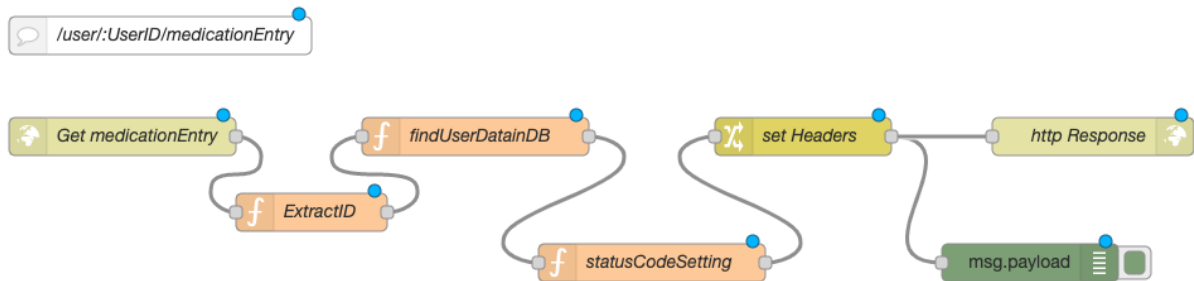 /user/:UserID/medicationEntry
Get medicationEntry
findUserDatainDB
set Headers
http Response
ExtractID
statusCodeSetting
msg.payload